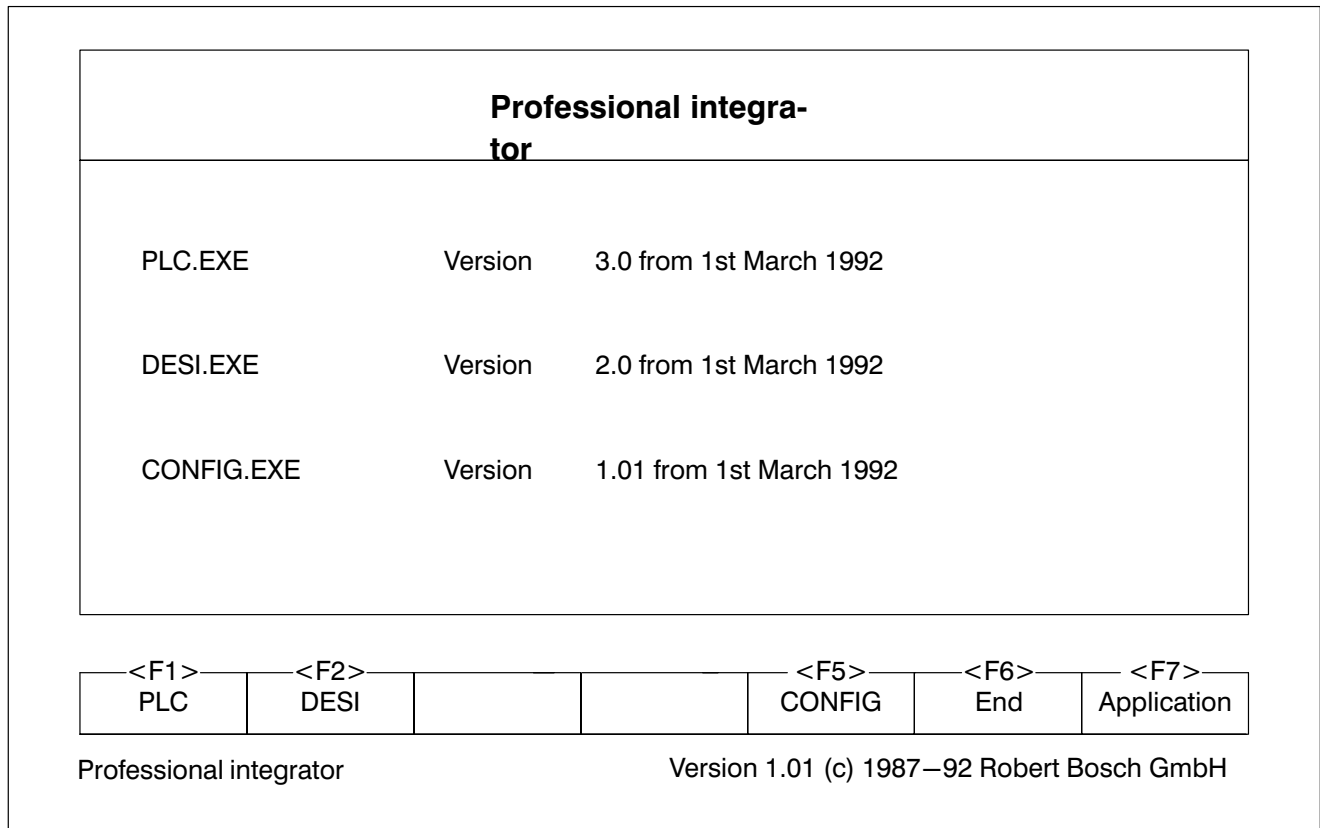 Professional integra-
tor
PLC.EXE Version 3.0 from 1st March 1992
DESI.EXE Version 2.0 from 1st March 1992
CONFIG.EXE Version 1.01 from 1st March 1992
<F1> <F2> <F5> <F6> <F7>
PLC DESI CONFIG End Application
Professional integrator Version 1.01 (c) 1987–92 Robert Bosch GmbH